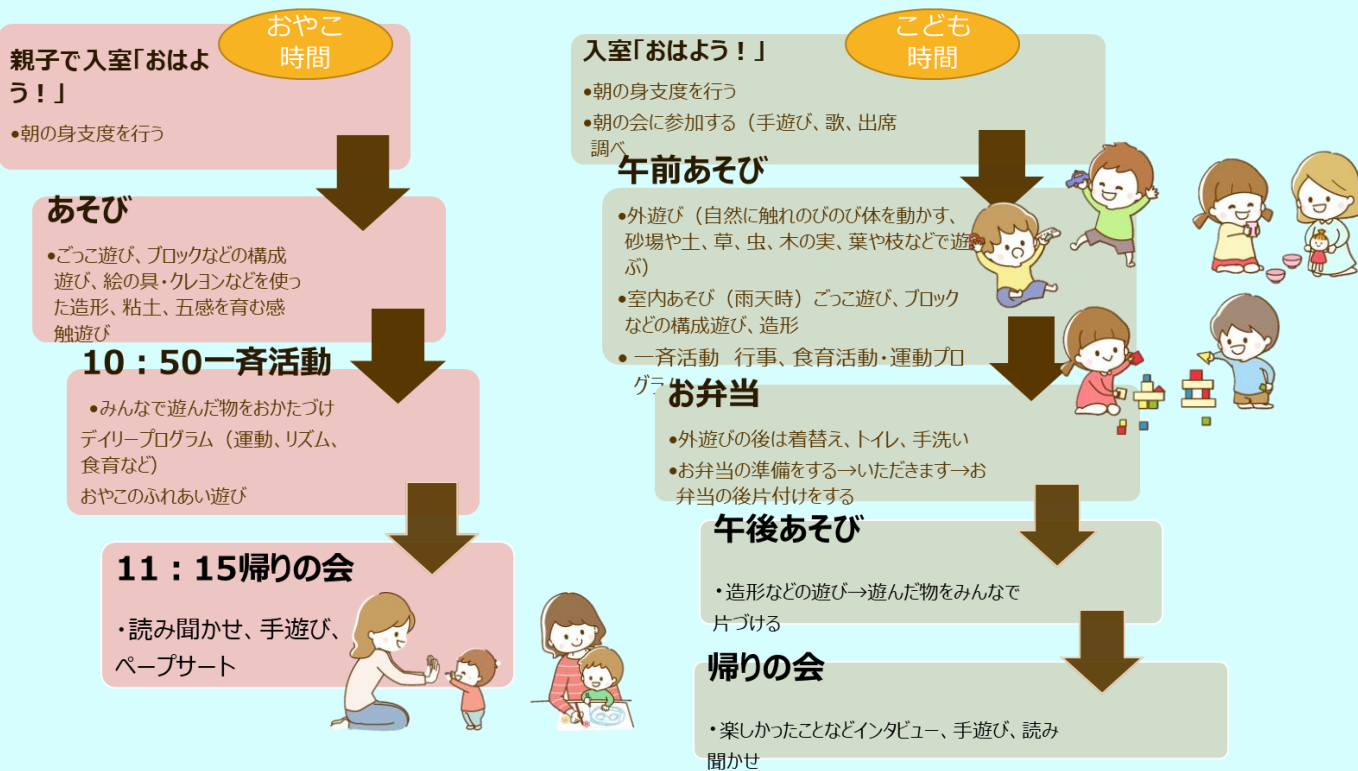 おやこ
時間
親子で入室「おはよ
う！」
•朝の身支度を行う
あそび
•ごっこ遊び、ブロックなどの構成
遊び、絵の具・クレヨンなどを使っ
た造形、粘土、五感を育む感
触遊び
10：50一斉活動
•みんなで遊んだ物をおかたづけ
デイリープログラム（運動、リズム、
食育など）
おやこのふれあい遊び
11：15帰りの会
・読み聞かせ、手遊び、
ペープサート
こども
時間
入室「おはよう！」
•朝の身支度を行う
•朝の会に参加する（手遊び、歌、出席
調べ
午前あそび
•外遊び（自然に触れのびのび体を動かす、
砂場や土、草、虫、木の実、葉や枝などで遊
ぶ）
•室内あそび（雨天時）ごっこ遊び、ブロック
などの構成遊び、造形
• 一斉活動　行事、食育活動・運動プロ
グラ
お弁当
•外遊びの後は着替え、トイレ、手洗い
•お弁当の準備をする→いただきます→お
弁当の後片付けをする
午後あそび
・造形などの遊び→遊んだ物をみんなで
片づける
帰りの会
・楽しかったことなどインタビュー、手遊び、読み
聞かせ